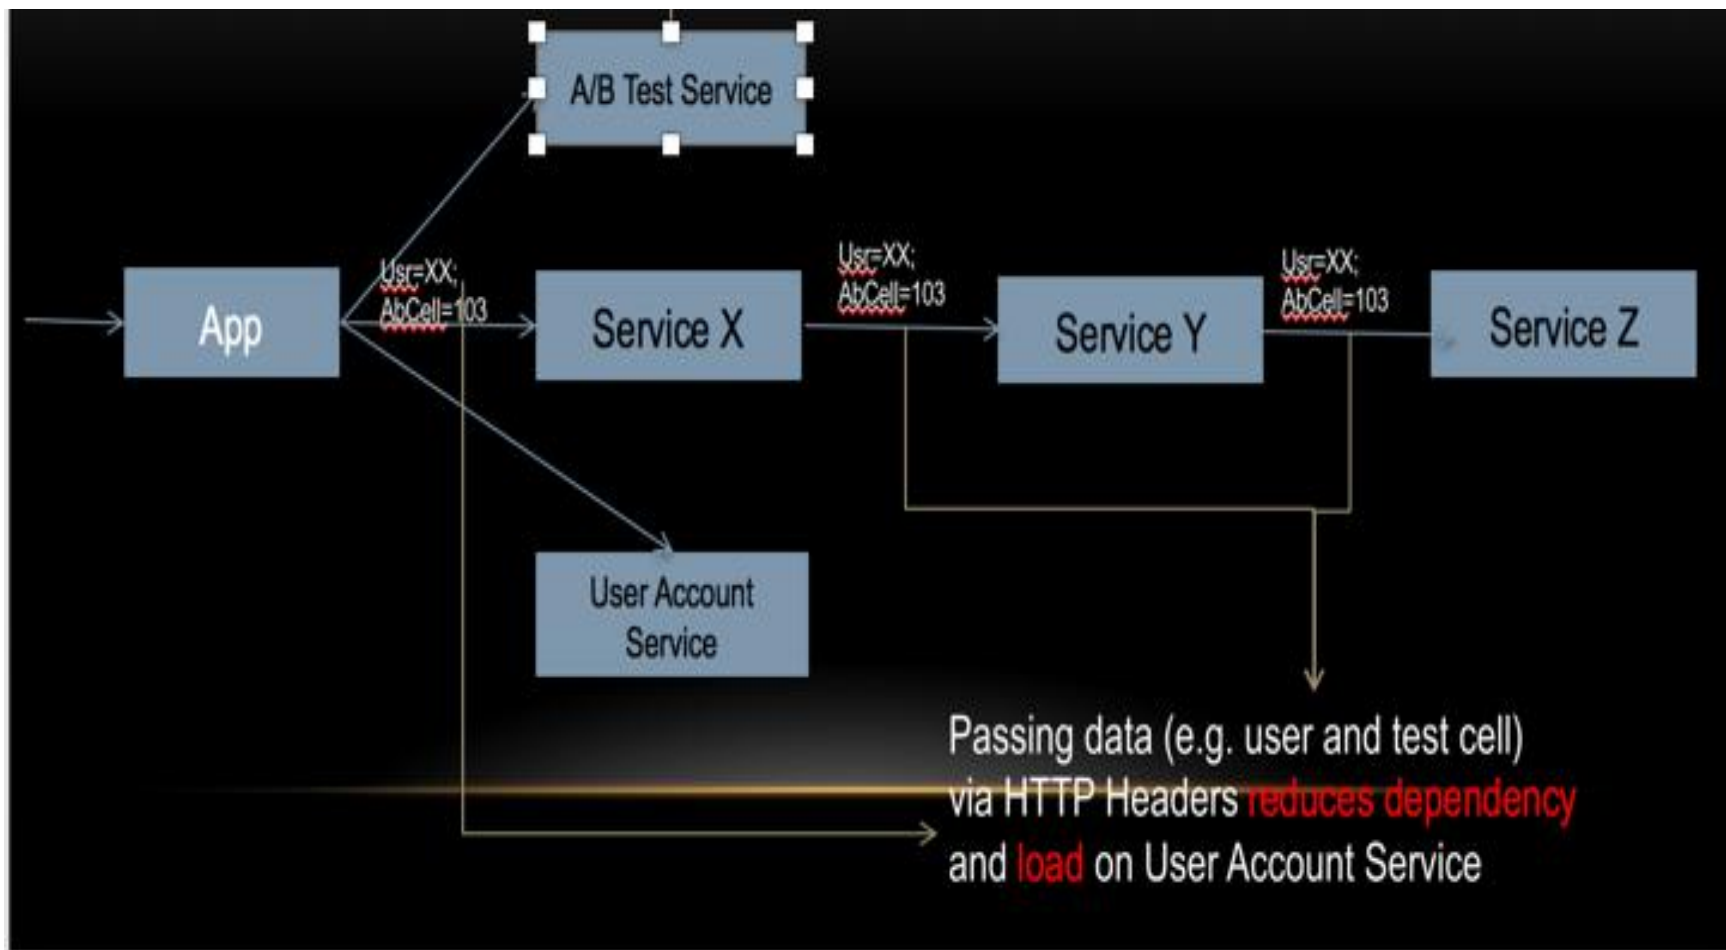 A/B Test Service
Usr=XX;
AbCell=103
Usr=XX;
AbCell=103
Usr=XX;
AbCell=103
App
Service X
Service Y
Service Z
User Account
Service
Passing data (e.g. user and test cell)
via HTTP Headers reduces dependency
and load on User Account Service